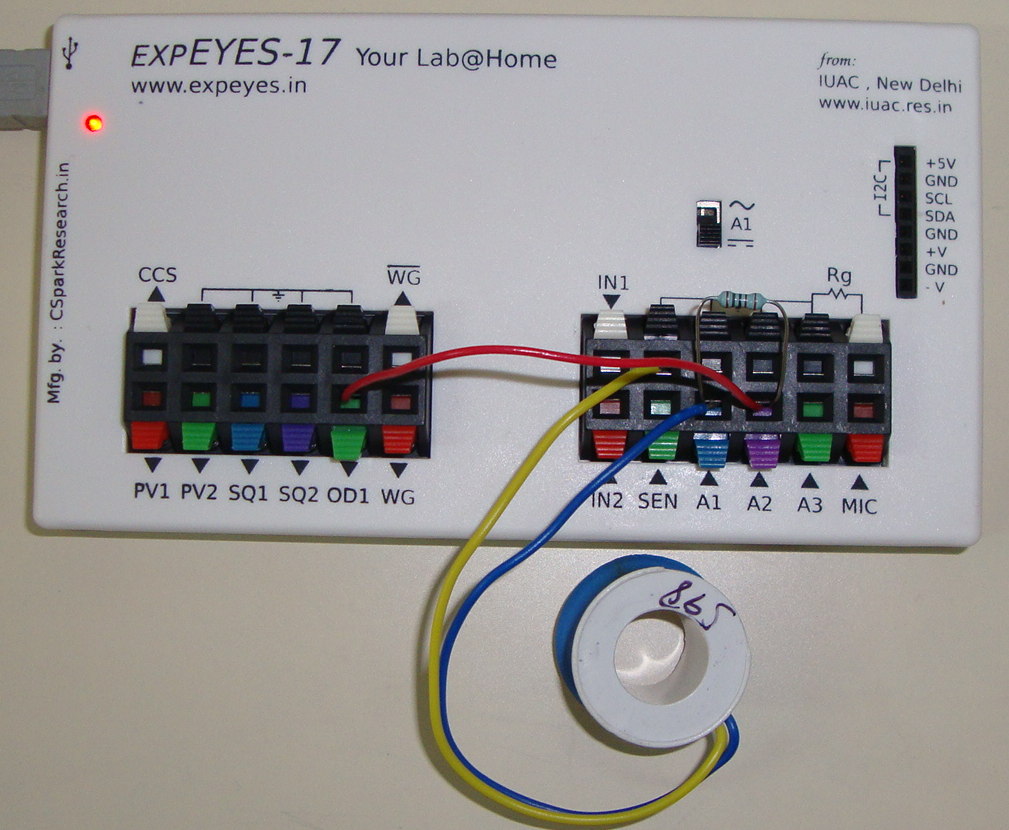 EXPEYES-17 Your Lab@Home
www.expeyes.in
from:
IUAC , New Delhi
www.iuac.res.in
Mfg. by. : CSparkResearch.in
I2C
+5V
GND
SCL
SDA
GND
+V
GND
- V
A1
CCS
WG
IN1
Rg
PV1 PV2 SQ1 SQ2 OD1 WG
IN2 SEN A1 A2 A3 MIC